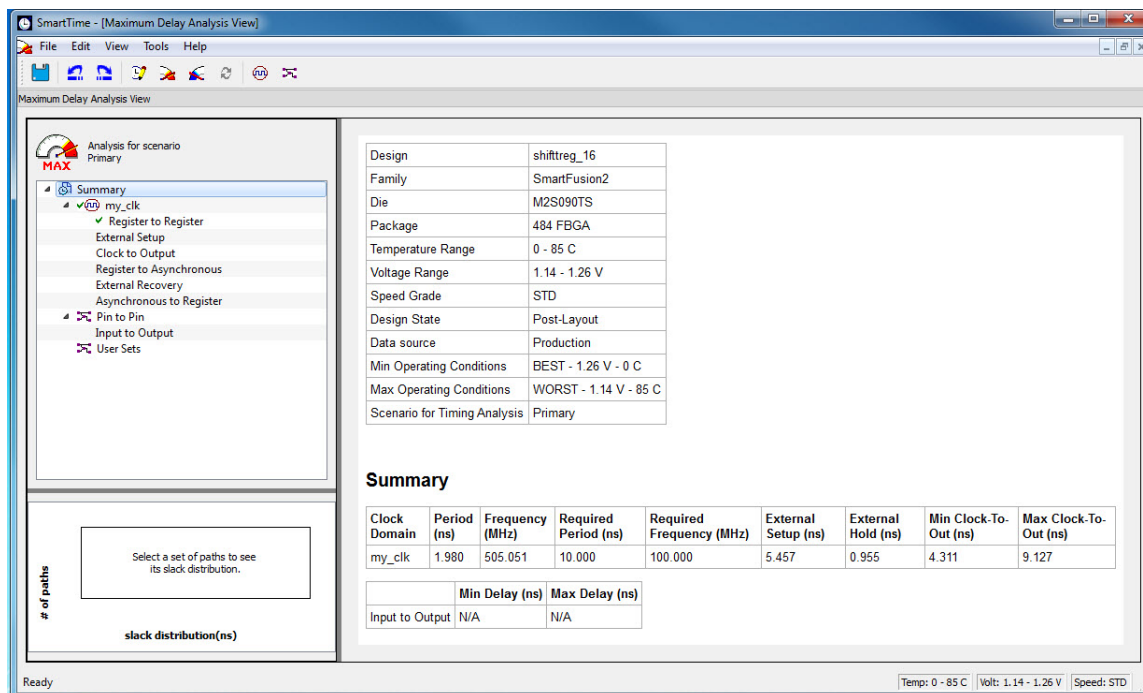 SmartTime - [Maximum Delay Analysis View]
File Edit View Tools Help
Maximum Delay Analysis View
Analysis for scenario
Primary
MAX
Summary
my_clk
Register to Register
External Setup
Clock to Output
Register to Asynchronous
External Recovery
Asynchronous to Register
Pin to Pin
Input to Output
User Sets
Select a set of paths to see
its slack distribution.
# of paths
slack distribution(ns)
Design shifttreg_16
Family SmartFusion2
Die M2S090TS
Package 484 FBGA
Temperature Range 0 - 85 C
Voltage Range 1.14 - 1.26 V
Speed Grade STD
Design State Post-Layout
Data source Production
Min Operating Conditions BEST - 1.26 V - 0 C
Max Operating Conditions WORST - 1.14 V - 85 C
Scenario for Timing Analysis Primary
Summary
Clock Period Frequency Required Required External External Min Clock-To- Max Clock-To-
Domain (ns) (MHz) Period (ns) Frequency (MHz) Setup (ns) Hold (ns) Out (ns) Out (ns)
my_clk 1.980 505.051 10.000 100.000 5.457 0.955 4.311 9.127
Min Delay (ns) Max Delay (ns)
Input to Output N/A N/A
Ready Temp: 0 - 85 C Volt: 1.14 - 1.26 V Speed: STD